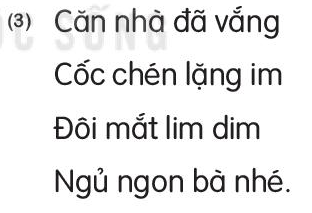 (3) Căn nhà đã vắng
Cốc chén lặng im
Đôi mắt lim dim
Ngủ ngon bà nhé.